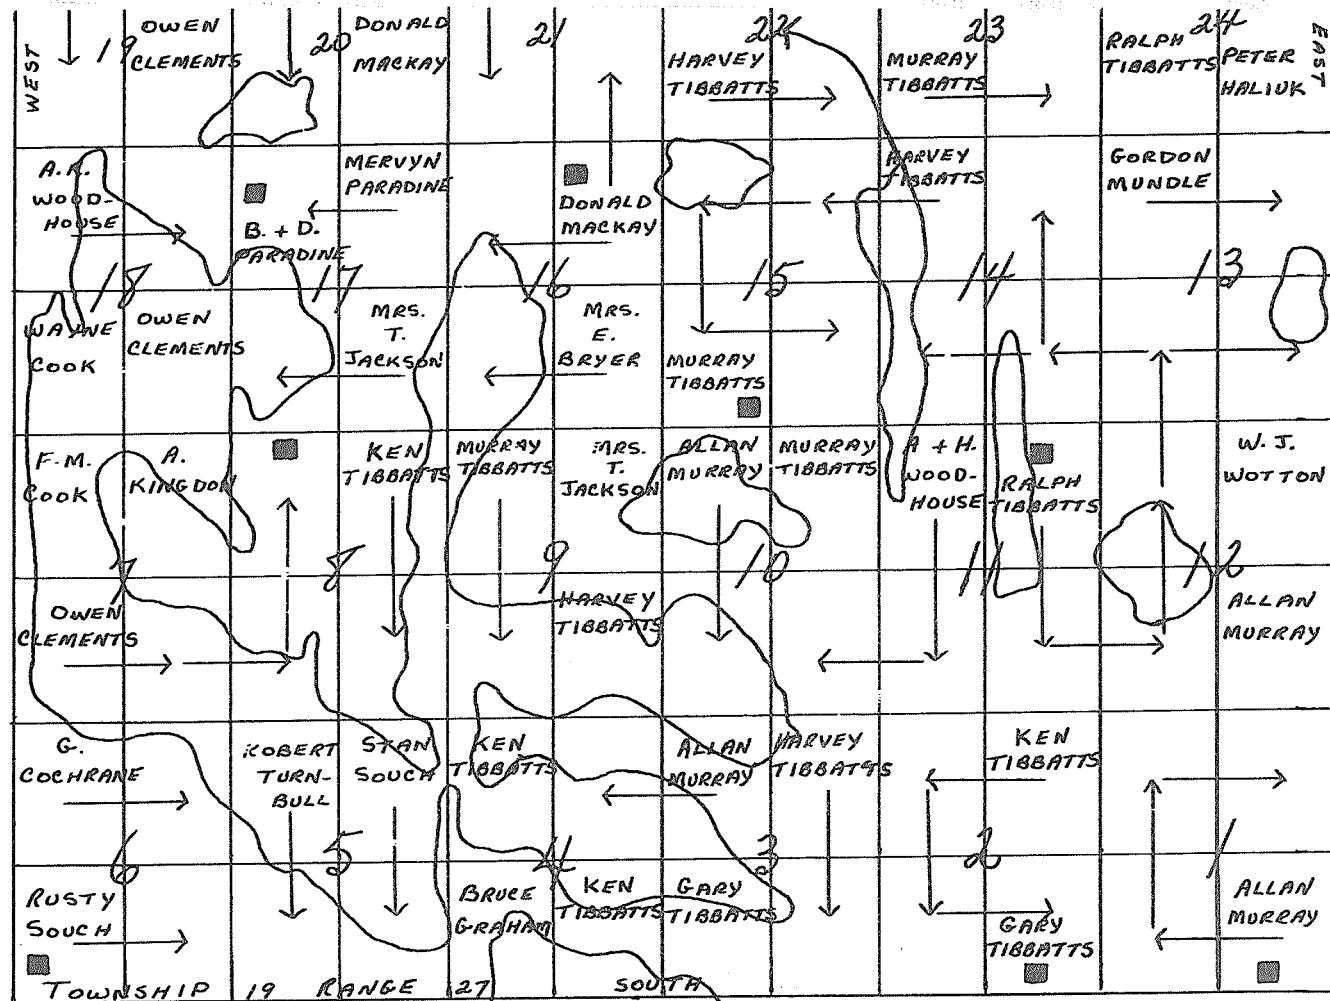 WEST
19
OWEN
CLEMENTS
20
DONALD
MACKAY
21
HARVEY
TIBBATTS
22
MURRAY
TIBBATTS
23
RALPH
TIBBATTS
24
PETER
HALIUK
EAST
A. R.
WOOD-
HOUSE
B. + D.
PARADINE
MERVYN
PARADINE
DONALD
MACKAY
HARVEY
TIBBATTS
GORDON
MUNDLE
18
17
16
15
14
13
WAYNE
COOK
OWEN
CLEMENTS
MRS.
T.
JACKSON
MRS.
E.
BRYER
MURRAY
TIBBATTS
F. M.
COOK
A.
KINGDON
KEN
TIBBATTS
MURRAY
TIBBATTS
MRS.
T.
JACKSON
ALLAN
MURRAY
MURRAY
TIBBATTS
A + H.
WOOD-
HOUSE
RALPH
TIBBATTS
W. J.
WOTTON
7
8
9
10
11
12
OWEN
CLEMENTS
HARVEY
TIBBATTS
ALLAN
MURRAY
G.
COCHRANE
ROBERT
TURN-
BULL
STAN
SOUCH
KEN
TIBBATTS
ALLAN
MURRAY
HARVEY
TIBBATTS
KEN
TIBBATTS
6
5
4
3
2
1
RUSTY
SOUCH
BRUCE
GRAHAM
KEN
TIBBATTS
GARY
TIBBATTS
GARY
TIBBATTS
ALLAN
MURRAY
TOWNSHIP 19 RANGE 27 SOUTH